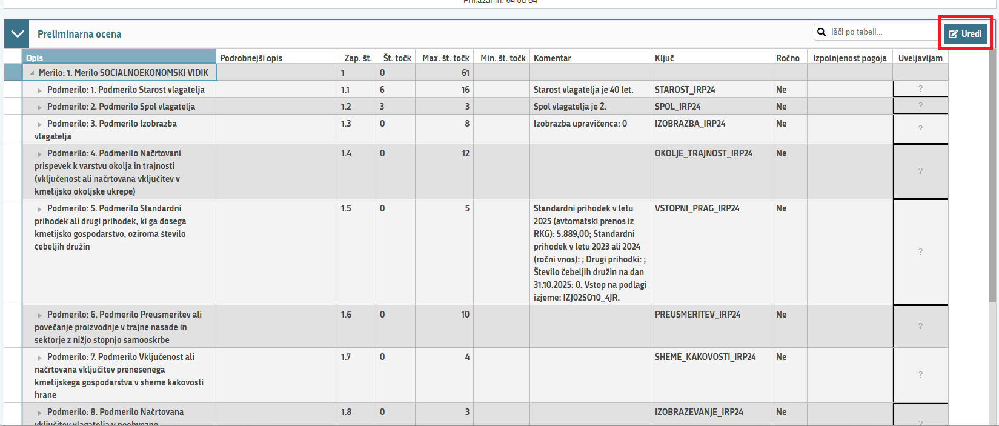 Prikazanih: 64 od 64
Preliminarna ocena
Išči po tabeli...
Uredi
Opis Podrobnejši opis Zap. št. Št. točk Max. št. točk Min. št. točk Komentar Ključ Ročno Izpolnjenost pogoja Uveljavljam
Merilo: 1. Merilo SOCIALNOEKONOMSKI VIDIK 1 0 61
Podmerilo: 1. Podmerilo Starost vlagatelja 1.1 6 16 Starost vlagatelja je 40 let. STAROST_IRP24 Ne ?
Podmerilo: 2. Podmerilo Spol vlagatelja 1.2 3 3 Spol vlagatelja je Ž. SPOL_IRP24 Ne ?
Podmerilo: 3. Podmerilo Izobrazba 1.3 0 8 Izobrazba upravičenca: 0 IZOBRAZBA_IRP24 Ne ?
vlagatelja
Podmerilo: 4. Podmerilo Načrtovani 1.4 0 12 OKOLJE_TRAJNOST_IRP24 Ne ?
prispevek k varstvu okolja in trajnosti
(vključenost ali načrtovana vključitev v
kmetijsko okoljske ukrepe)
Podmerilo: 5. Podmerilo Standardni 1.5 0 5 Standardni prihodek v letu VSTOPNI_PRAG_IRP24 Ne ?
prihodek ali drugi prihodek, ki ga dosega 2025 (avtomatski prenos iz
kmetijsko gospodarstvo, oziroma število RKG): 5.889,00; Standardni
čebeljih družin prihodek v letu 2023 ali 2024
(ročni vnos): ; Drugi prihodki: ;
Število čebeljih družin na dan
31.10.2025: 0. Vstop na podlagi
izjeme: IZJ02SO10_4JR.
Podmerilo: 6. Podmerilo Preusmeritev ali 1.6 0 10 PREUSMERITEV_IRP24 Ne ?
povečanje proizvodnje v trajne nasade in
sektorje z nižjo stopnjo samooskrbe
Podmerilo: 7. Podmerilo Vključenost ali 1.7 0 4 SHEME_KAKOVOSTI_IRP24 Ne ?
načrtovana vključitev prenesenega
kmetijskega gospodarstva v sheme kakovosti
hrane
Podmerilo: 8. Podmerilo Načrtovana 1.8 0 3 IZOBRAZEVANJE_IRP24 Ne ?
vključitev vlagatelja v neobvezno